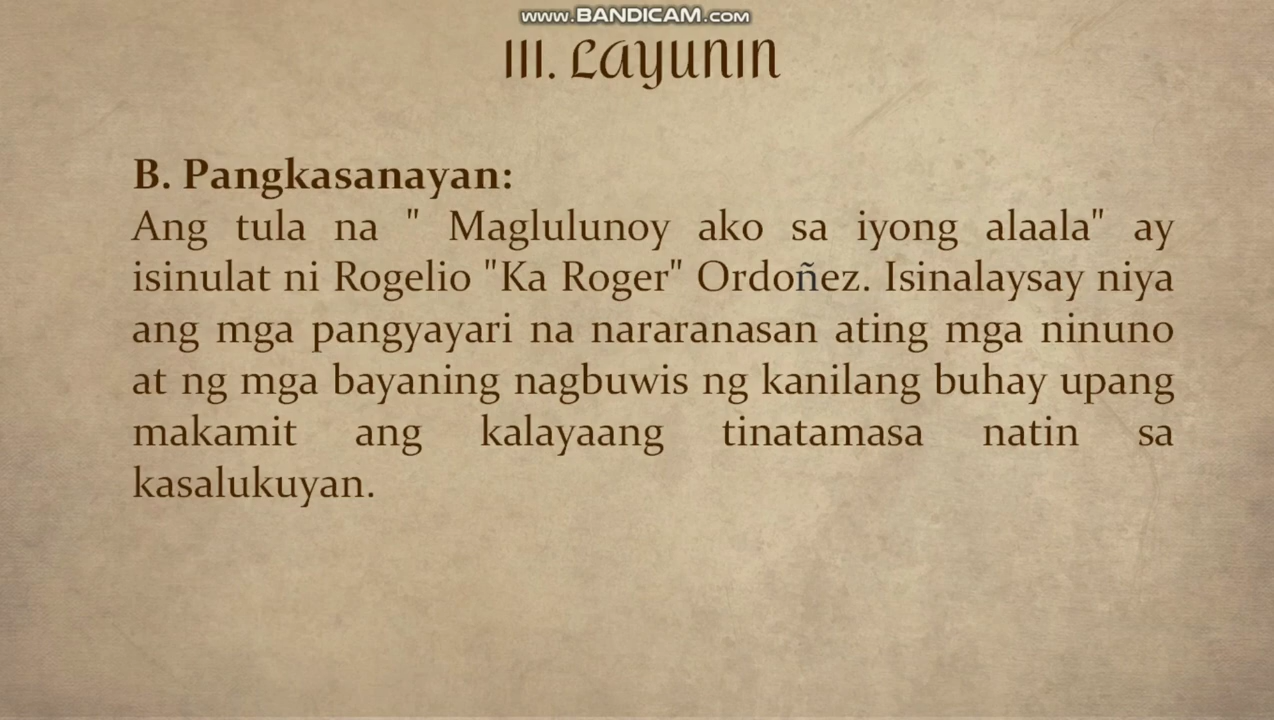 www.BANDICAM.com
III. Layunin
B. Pangkasanayan:
Ang tula na " Maglulunoy ako sa iyong alaala" ay
isinulat ni Rogelio "Ka Roger" Ordoñez. Isinalaysay niya
ang mga pangyayari na nararanasan ating mga ninuno
at ng mga bayaning nagbuwis ng kanilang buhay upang
makamit ang kalayaang tinatamasa natin sa
kasalukuyan.